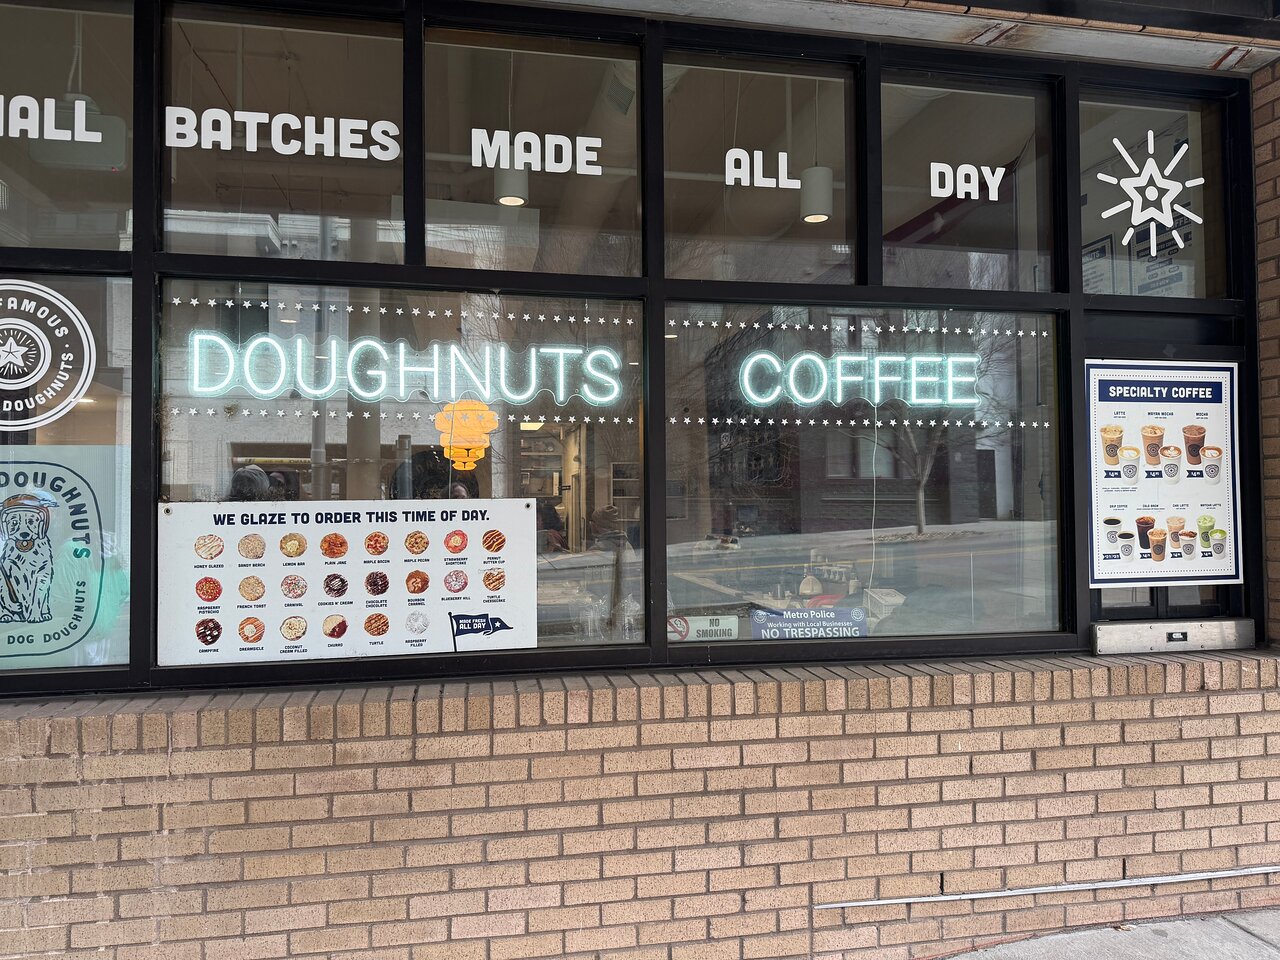 ALL
BATCHES
MADE
ALL
DAY
FAMOUS
DOUGHNUTS
DOUGHNUTS
COFFEE
DOUGHNUTS
DOG DOUGHNUTS
WE GLAZE TO ORDER THIS TIME OF DAY.
HONEY GLAZED
SANDY BEACH
LEMON BAR
PLAIN JANE
MAPLE BACON
MAPLE PECAN
STRAWBERRY
SHORTCAKE
PEANUT
BUTTER CUP
RASPBERRY
PISTACHIO
FRENCH TOAST
CARNIVAL
COOKIES N' CREAM
CHOCOLATE
CHOCOLATE
BOURBON
CARAMEL
BLUEBERRY HILL
TURTLE
CHEESECAKE
CAMPFIRE
DREAMSICLE
COCONUT
CREAM FILLED
CHURRO
TURTLE
RASPBERRY
FILLED
MADE FRESH
ALL DAY
NO
SMOKING
Metro Police
Working with Local Businesses
NO TRESPASSING
SPECIALTY COFFEE
LATTE
MAYAN MOCHA
MOCHA
DRIP COFFEE
COLD BREW
CHAI LATTE
MATCHA LATTE